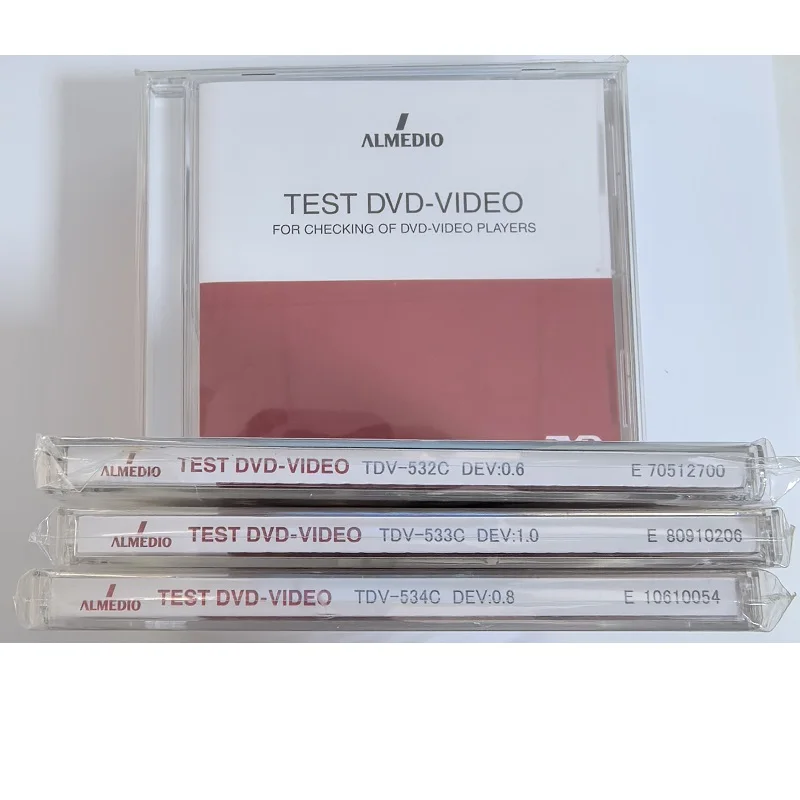 ALMEDIO
TEST DVD-VIDEO
FOR CHECKING OF DVD-VIDEO PLAYERS
ALMEDIO TEST DVD-VIDEO TDV-532C DEV:0.6 E 70512700
ALMEDIO TEST DVD-VIDEO TDV-533C DEV:1.0 E 80910206
ALMEDIO TEST DVD-VIDEO TDV-534C DEV:0.8 E 10610054